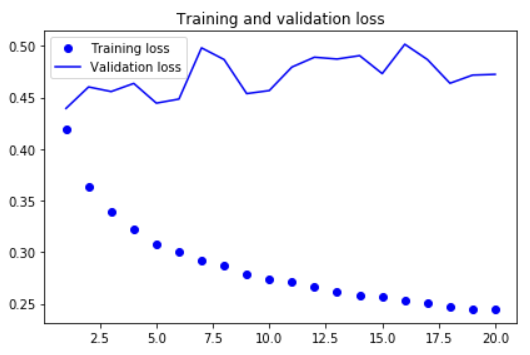 Training and validation loss
Training loss
Validation loss
0.50
0.45
0.40
0.35
0.30
0.25
2.5 5.0 7.5 10.0 12.5 15.0 17.5 20.0